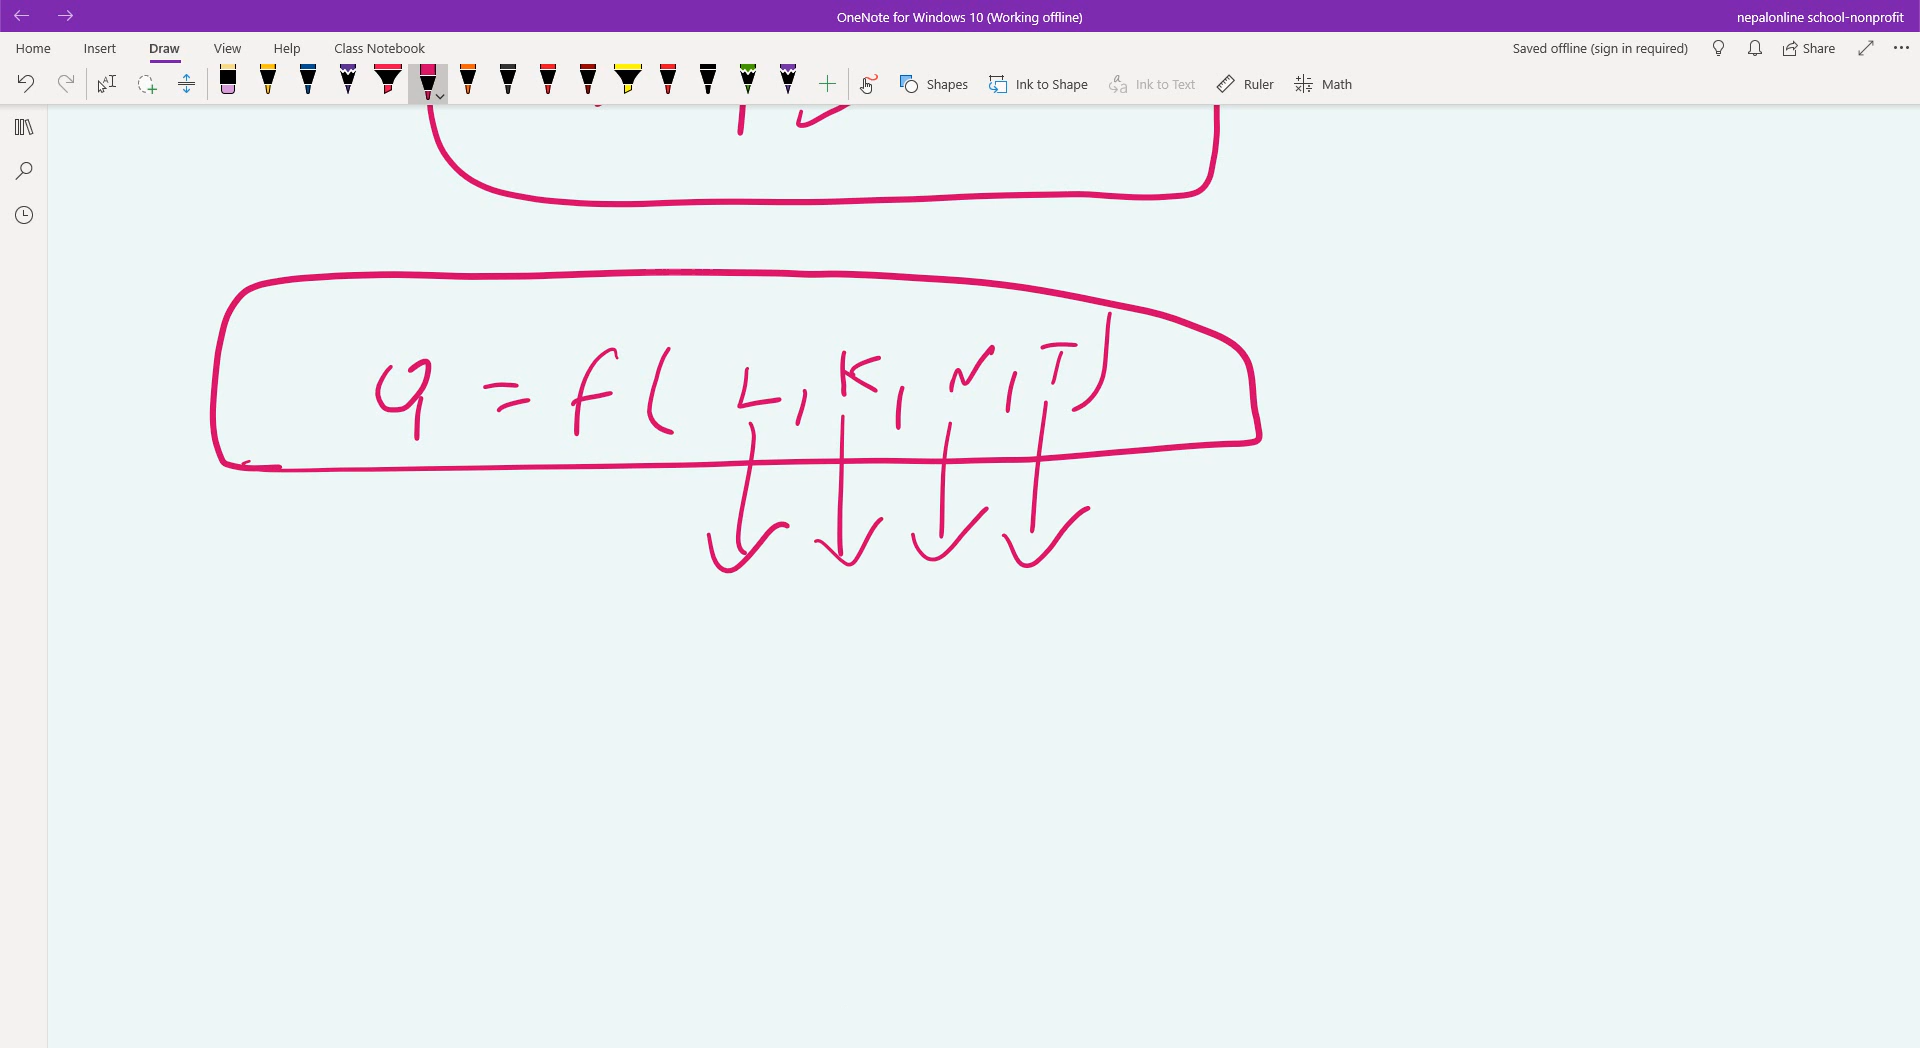 OneNote for Windows 10 (Working offline)
nepalonline school-nonprofit
Home Insert Draw View Help Class Notebook
Saved offline (sign in required) Share
Shapes Ink to Shape Ink to Text Ruler Math
q = f( L, K, N, T)